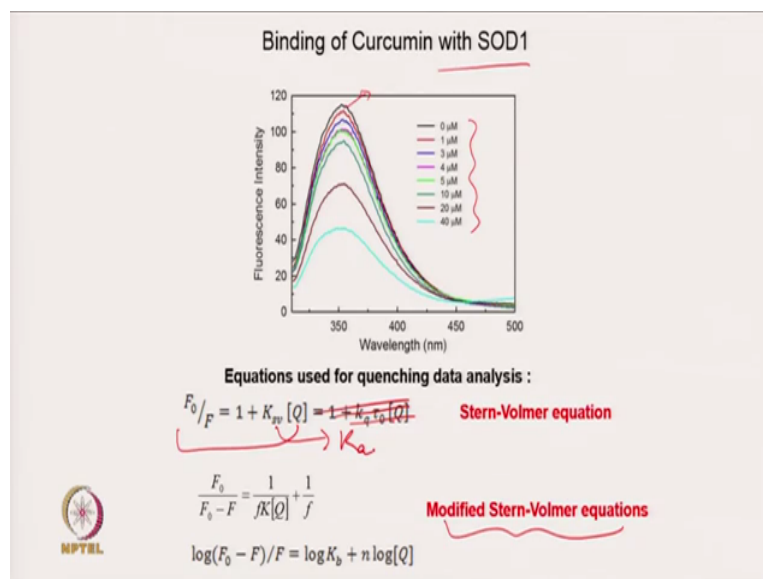 Binding of Curcumin with SOD1
120
100
80
60
40
20
0
Fluorescence Intensity
350 400 450 500
Wavelength (nm)
0 µM
1 µM
3 µM
4 µM
5 µM
10 µM
20 µM
40 µM
Equations used for quenching data analysis :
F₀/F = 1 + Kₛᵥ [Q] = 1 + k_q τ₀[Q] Stern-Volmer equation
Ka
F₀/(F₀ − F) = 1/(fK[Q]) + 1/f
Modified Stern-Volmer equations
log(F₀ − F)/F = logK_b + n log[Q]
NPTEL